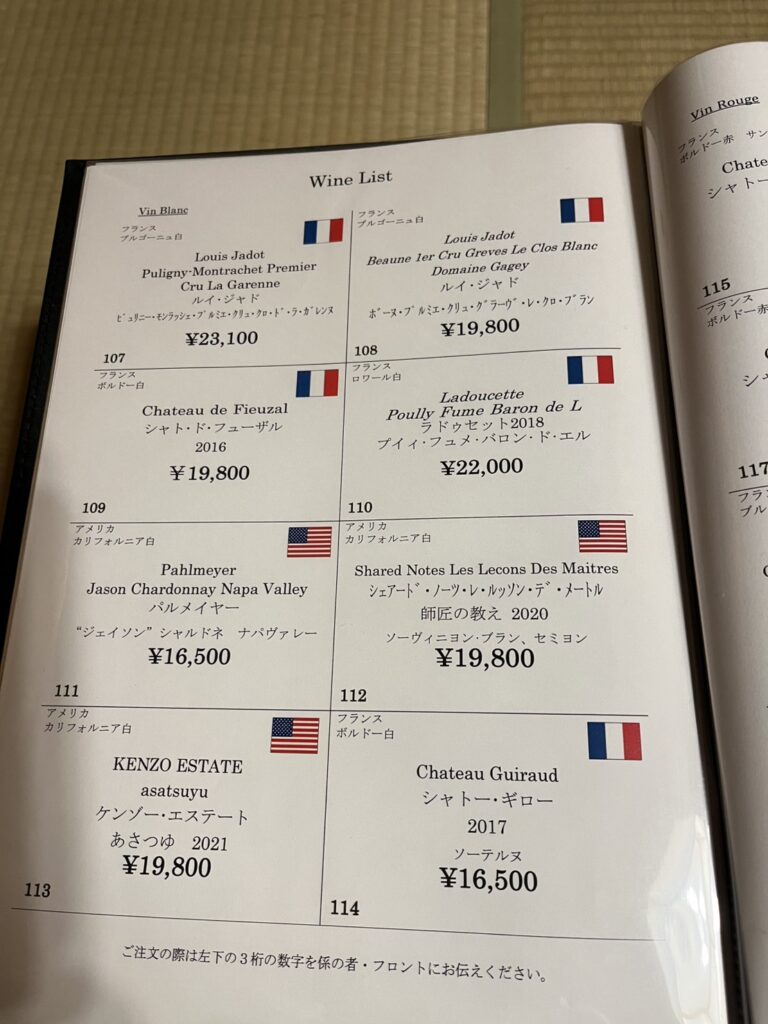 Wine List
Vin Blanc
フランス
ブルゴーニュ白
Louis Jadot
Puligny-Montrachet Premier
Cru La Garenne
ルイ・ジャド
ﾋﾟｭﾘﾆｰ･ﾓﾝﾗｯｼｪ･ﾌﾟﾙﾐｴ･ｸﾘｭ･ｸﾛ･ﾄﾞ･ﾗ･ｶﾞﾚﾝﾇ
¥23,100
107
フランス
ブルゴーニュ白
Louis Jadot
Beaune 1er Cru Greves Le Clos Blanc
Domaine Gagey
ルイ・ジャド
ﾎﾞｰﾇ･ﾌﾟﾙﾐｴ･ｸﾘｭ･ｸﾞﾗｰｳﾞ･ﾚ･ｸﾛ･ﾌﾞﾗﾝ
¥19,800
108
フランス
ボルドー白
Chateau de Fieuzal
シャト・ド・フューザル
2016
¥19,800
109
フランス
ロワール白
Ladoucette
Poully Fume Baron de L
ラドゥセット2018
プイィ・フュメ・バロン・ド・エル
¥22,000
110
アメリカ
カリフォルニア白
Pahlmeyer
Jason Chardonnay Napa Valley
パルメイヤー
“ジェイソン” シャルドネ　ナパヴァレー
¥16,500
111
アメリカ
カリフォルニア白
Shared Notes Les Lecons Des Maitres
ｼｪｱｰﾄﾞ･ﾉｰﾂ･ﾚ･ﾙｯｿﾝ･ﾃﾞ･ﾒｰﾄﾙ
師匠の教え 2020
ソーヴィニヨン・ブラン、セミヨン
¥19,800
112
アメリカ
カリフォルニア白
KENZO ESTATE
asatsuyu
ケンゾー・エステート
あさつゆ　2021
¥19,800
113
フランス
ボルドー白
Chateau Guiraud
シャトー・ギロー
2017
ソーテルヌ
¥16,500
114
ご注文の際は左下の３桁の数字を係の者・フロントにお伝えください。
Vin Rouge
フランス
ボルドー赤 サン
Chate
シャトー
115
フランス
ボルドー赤
シャ
117
フラン
ブル